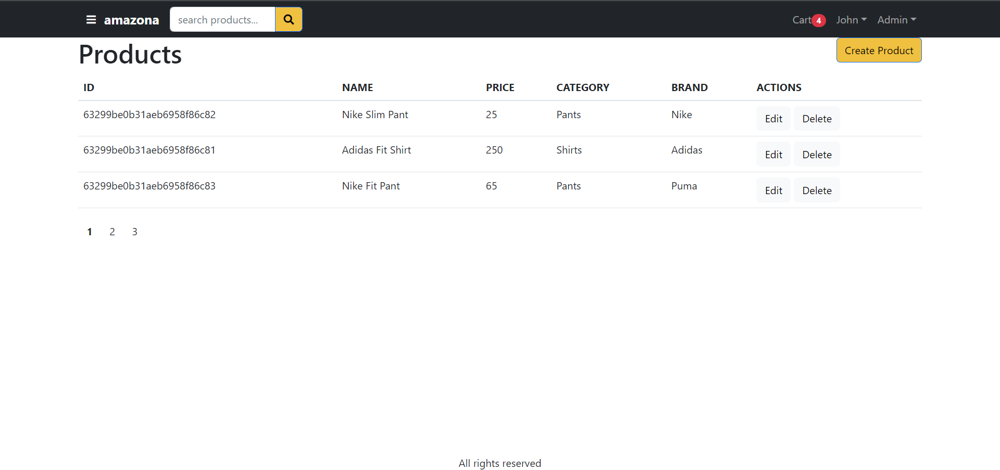 amazona search products... Cart 4 John Admin
Products Create Product
ID NAME PRICE CATEGORY BRAND ACTIONS
63299be0b31aeb6958f86c82 Nike Slim Pant 25 Pants Nike Edit Delete
63299be0b31aeb6958f86c81 Adidas Fit Shirt 250 Shirts Adidas Edit Delete
63299be0b31aeb6958f86c83 Nike Fit Pant 65 Pants Puma Edit Delete
1 2 3
All rights reserved